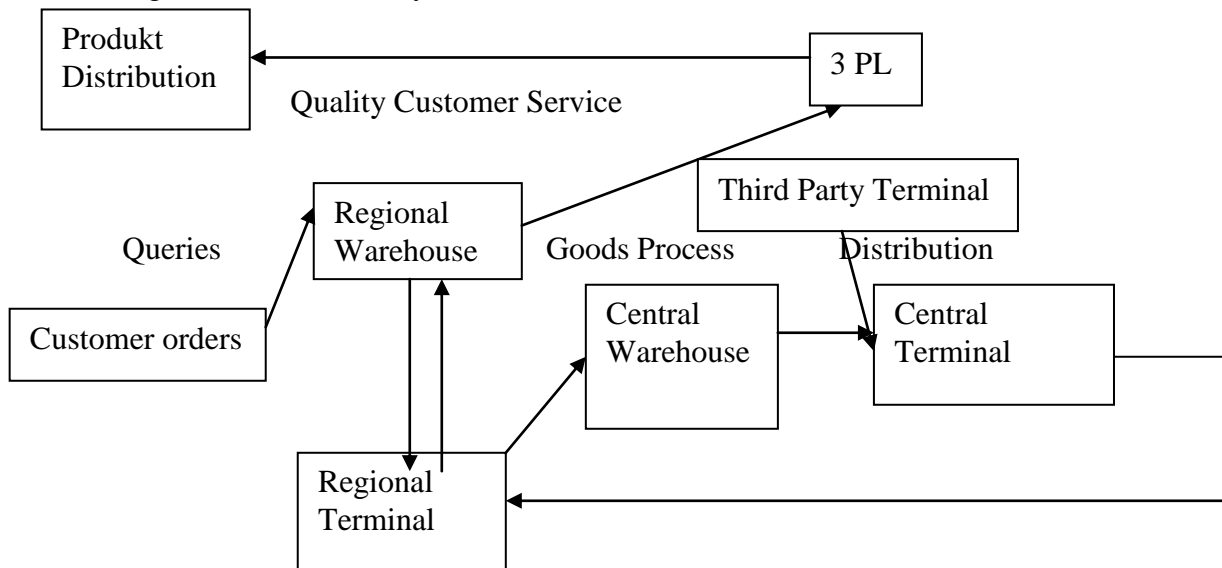 Produkt
Distribution
3 PL
Quality Customer Service
Third Party Terminal
Regional
Warehouse
Queries
Goods Process
Distribution
Customer orders
Central
Warehouse
Central
Terminal
Regional
Terminal